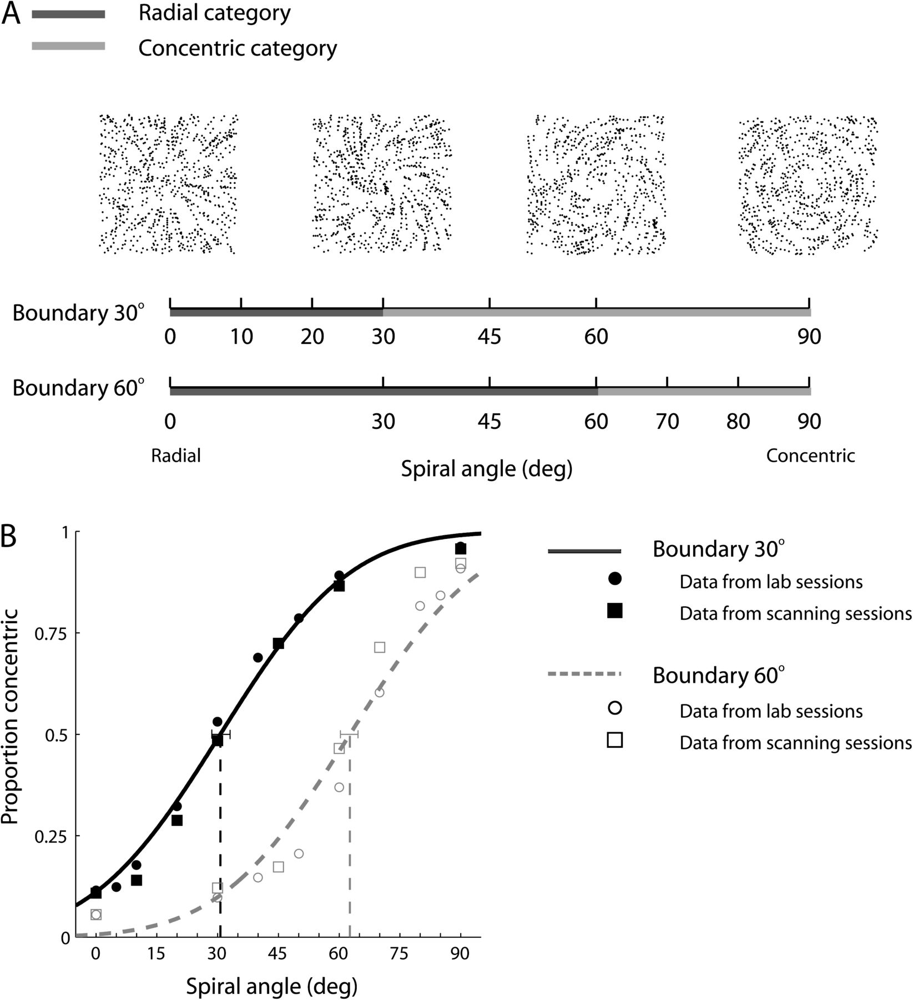 A
Radial category
Concentric category
Boundary 30°
0 10 20 30 45 60 90
Boundary 60°
0 30 45 60 70 80 90
Radial
Concentric
Spiral angle (deg)
B
1
0.75
0.5
0.25
0
Proportion concentric
0 15 30 45 60 75 90
Spiral angle (deg)
Boundary 30°
Data from lab sessions
Data from scanning sessions
Boundary 60°
Data from lab sessions
Data from scanning sessions